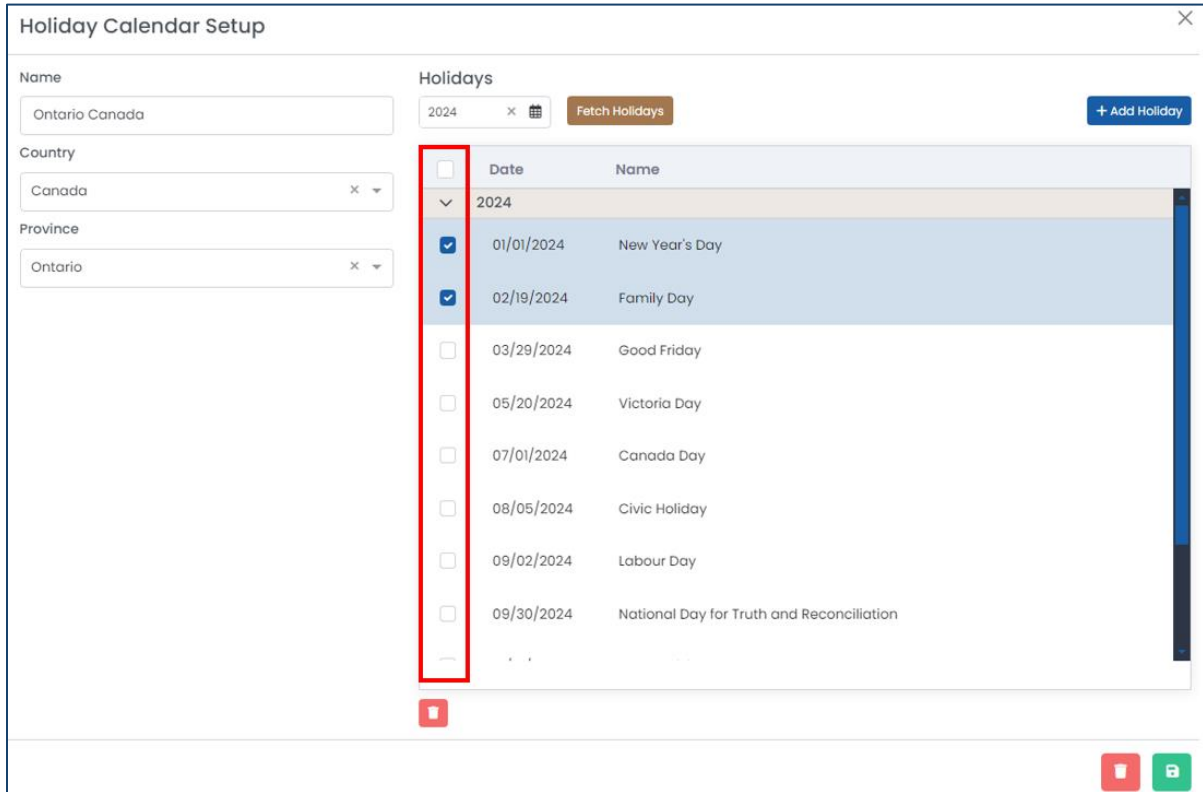 Holiday Calendar Setup
Name
Ontario Canada
Country
Canada
Province
Ontario
Holidays
2024 Fetch Holidays + Add Holiday
Date Name
2024
01/01/2024 New Year's Day
02/19/2024 Family Day
03/29/2024 Good Friday
05/20/2024 Victoria Day
07/01/2024 Canada Day
08/05/2024 Civic Holiday
09/02/2024 Labour Day
09/30/2024 National Day for Truth and Reconciliation